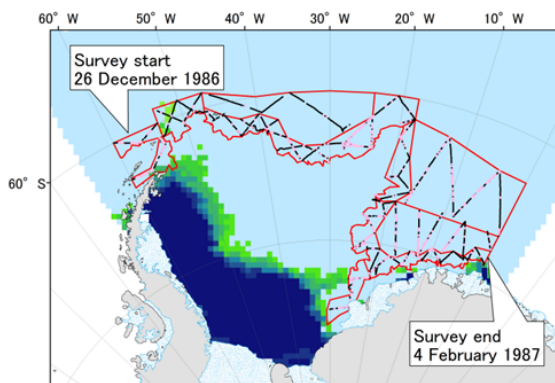 60° W
50° W
40° W
30° W
20° W
10° W
Survey start
26 December 1986
60° S
Survey end
4 February 1987